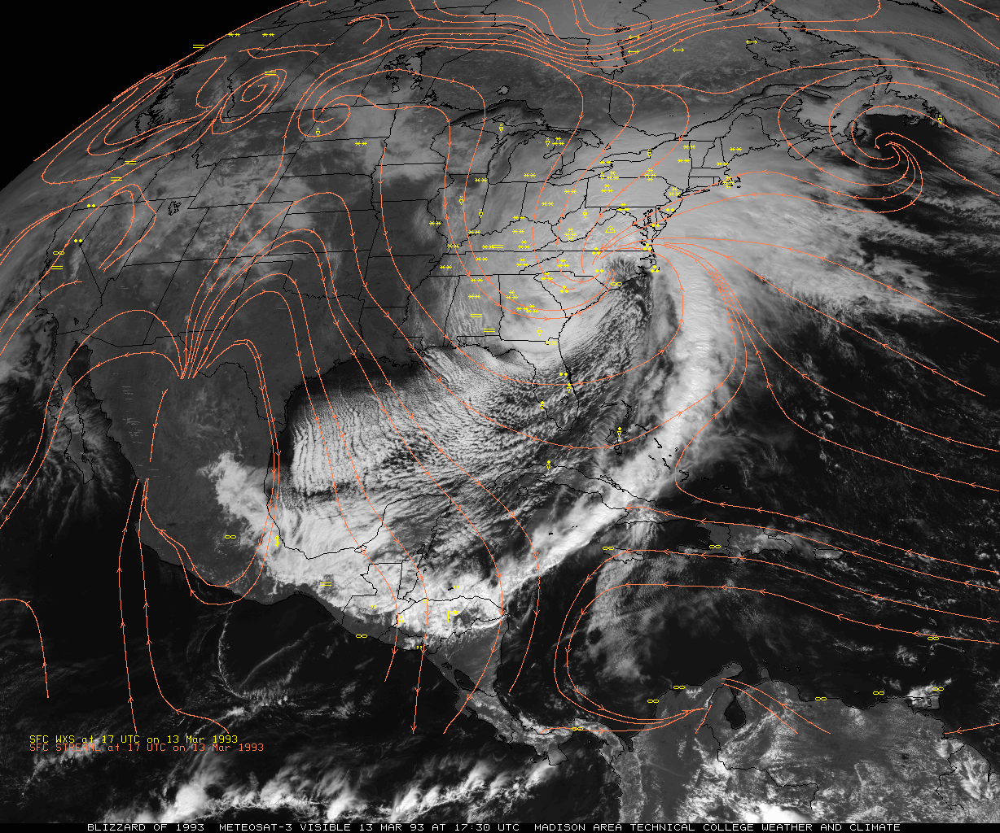 SFC WXS at 17 UTC on 13 Mar 1993
SFC STREAML at 17 UTC on 13 Mar 1993
BLIZZARD OF 1993 METEOSAT-3 VISIBLE 13 MAR 93 AT 17:30 UTC MADISON AREA TECHNICAL COLLEGE WEATHER AND CLIMATE